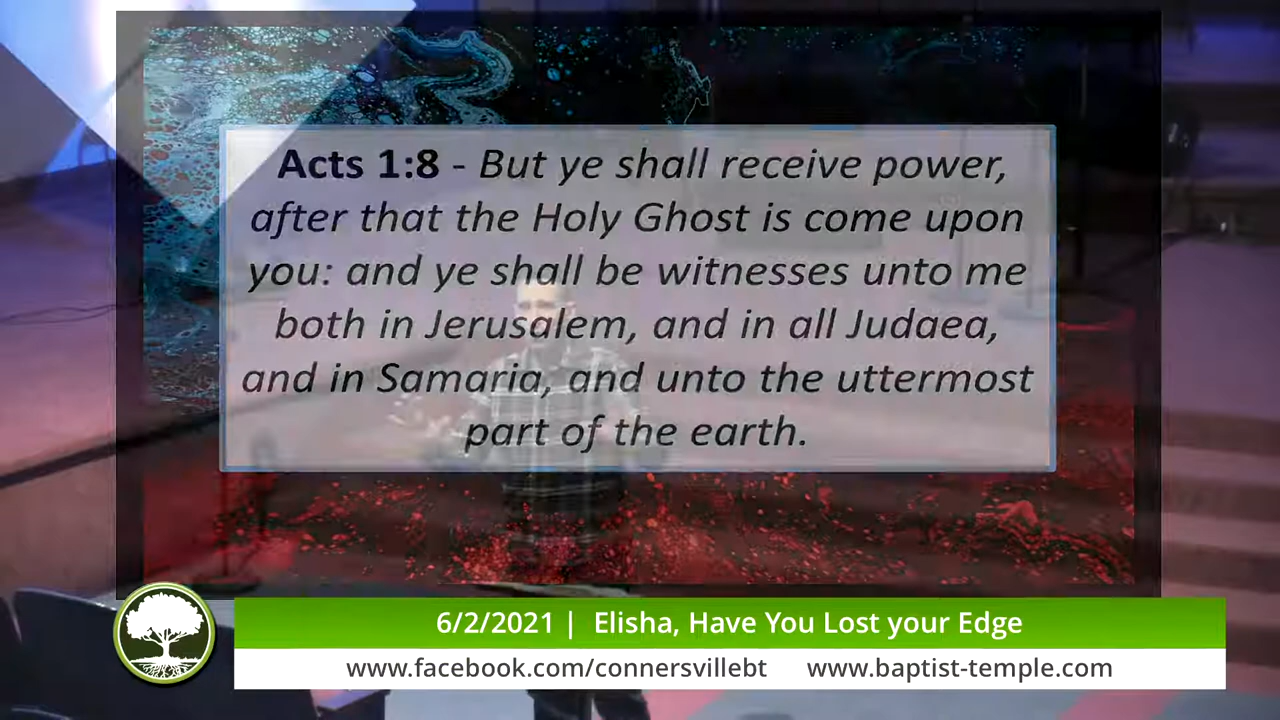 Acts 1:8 - But ye shall receive power,
after that the Holy Ghost is come upon
you: and ye shall be witnesses unto me
both in Jerusalem, and in all Judaea,
and in Samaria, and unto the uttermost
part of the earth.
6/2/2021 | Elisha, Have You Lost your Edge
www.facebook.com/connersvillebt www.baptist-temple.com